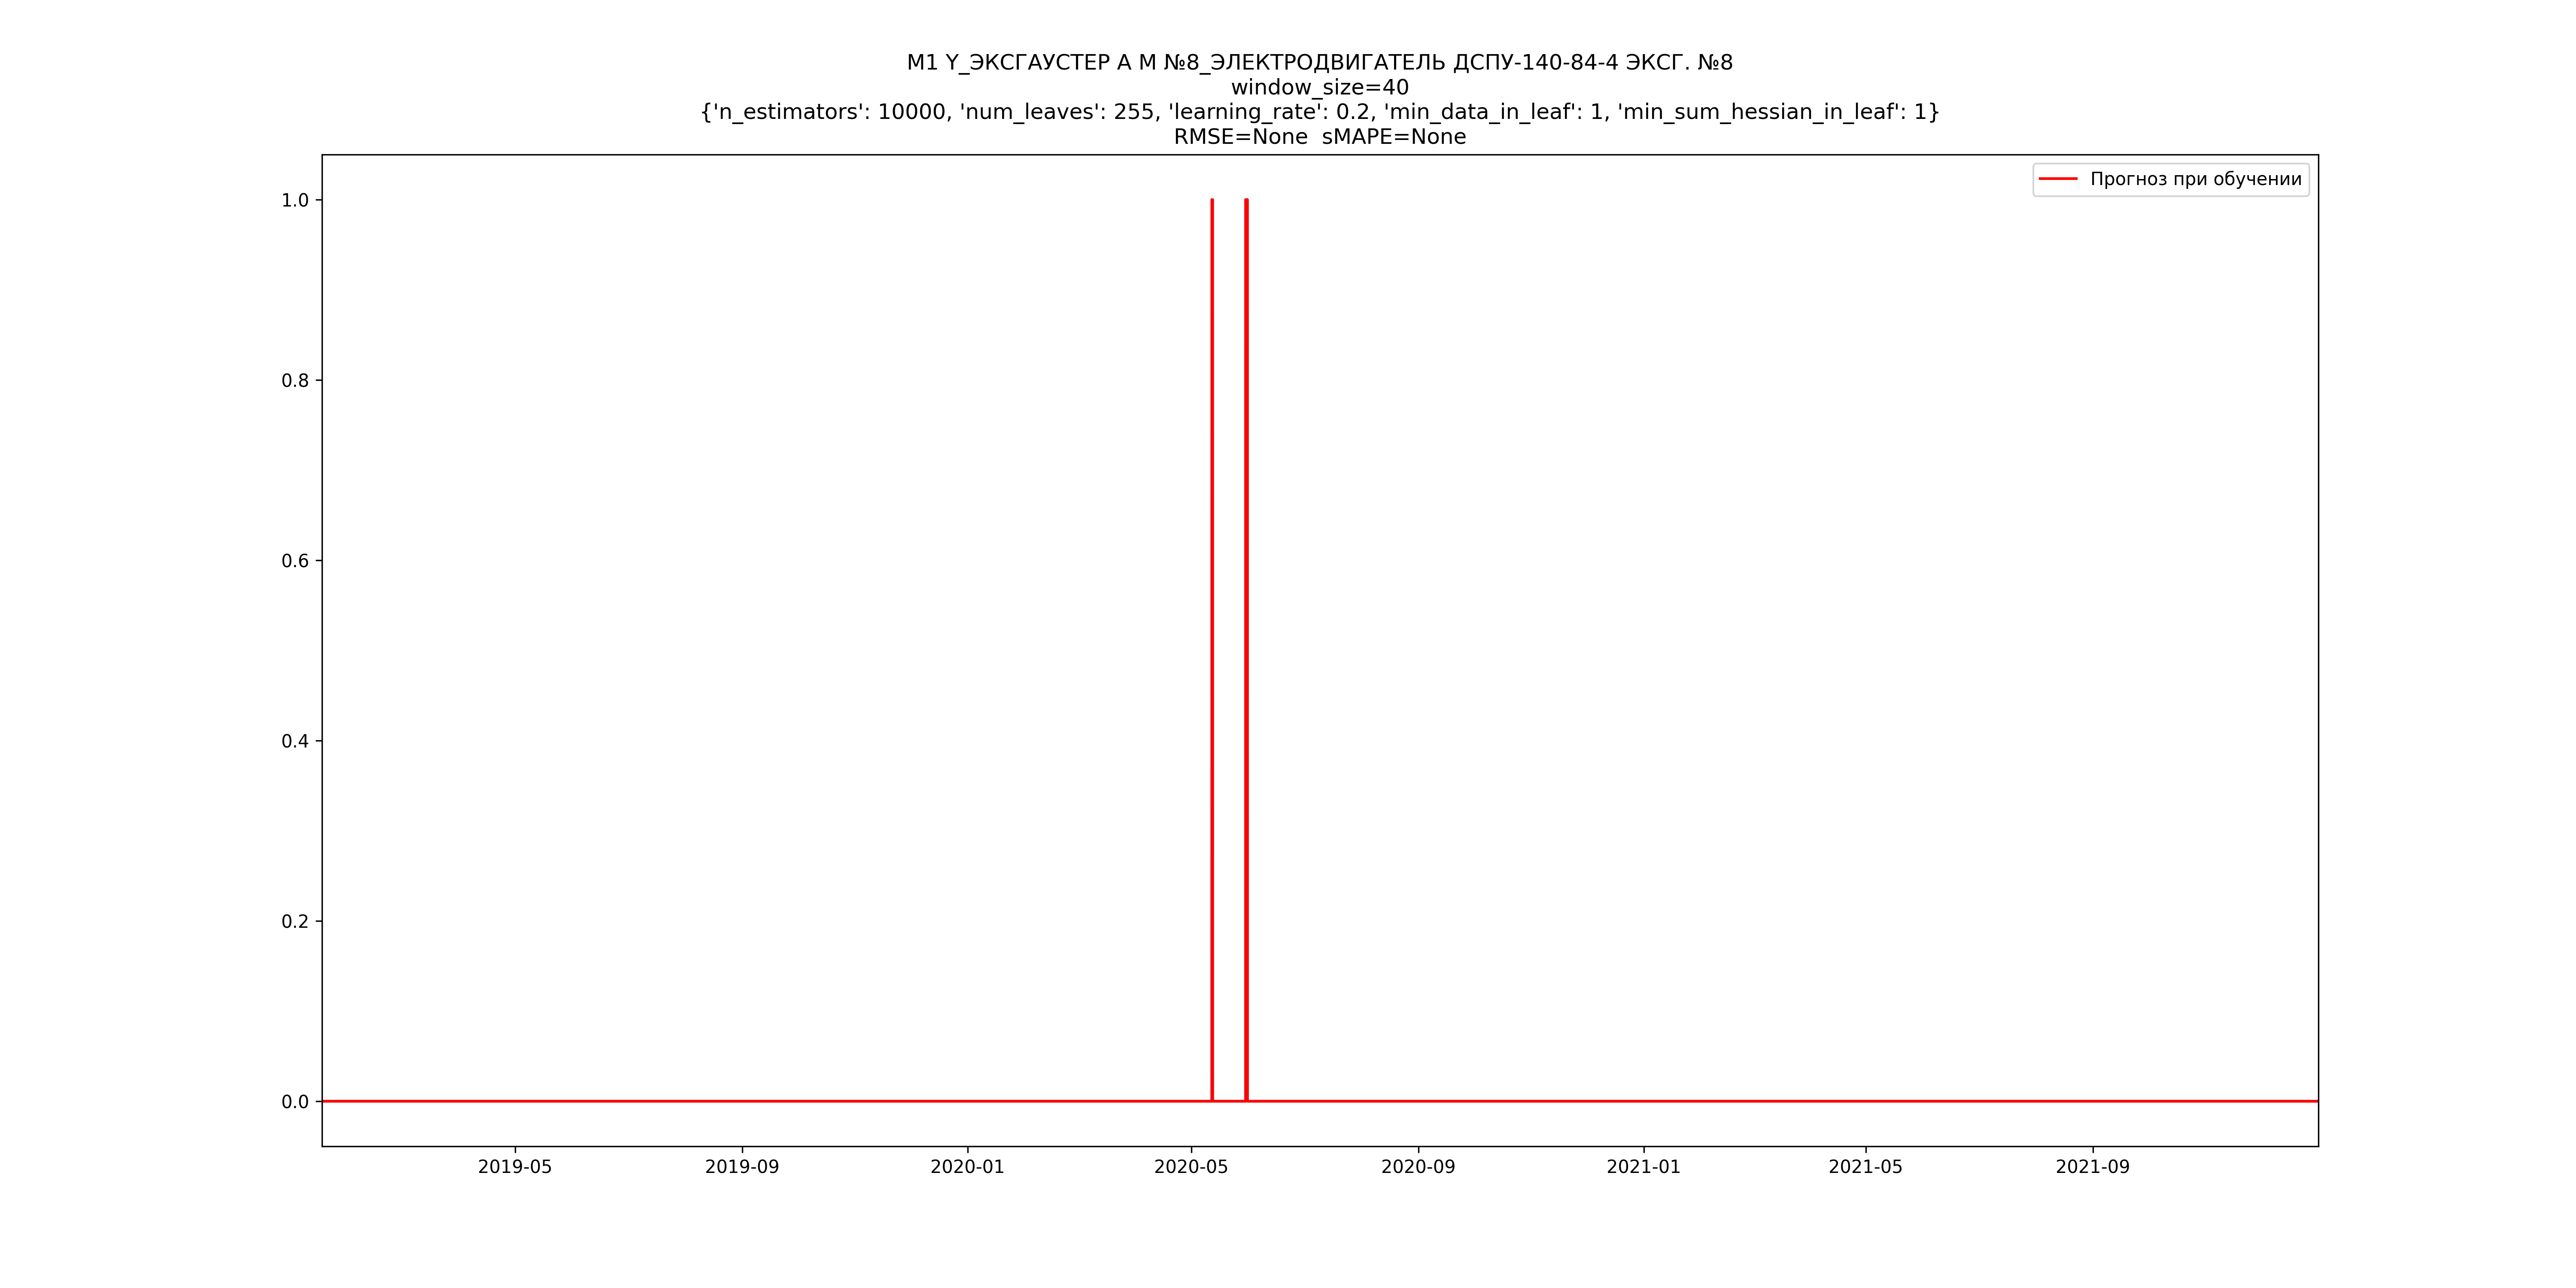 М1 Y_ЭКСГАУСТЕР А М №8_ЭЛЕКТРОДВИГАТЕЛЬ ДСПУ-140-84-4 ЭКСГ. №8
window_size=40
{'n_estimators': 10000, 'num_leaves': 255, 'learning_rate': 0.2, 'min_data_in_leaf': 1, 'min_sum_hessian_in_leaf': 1}
RMSE=None  sMAPE=None
Прогноз при обучении
1.0
0.8
0.6
0.4
0.2
0.0
2019-05
2019-09
2020-01
2020-05
2020-09
2021-01
2021-05
2021-09